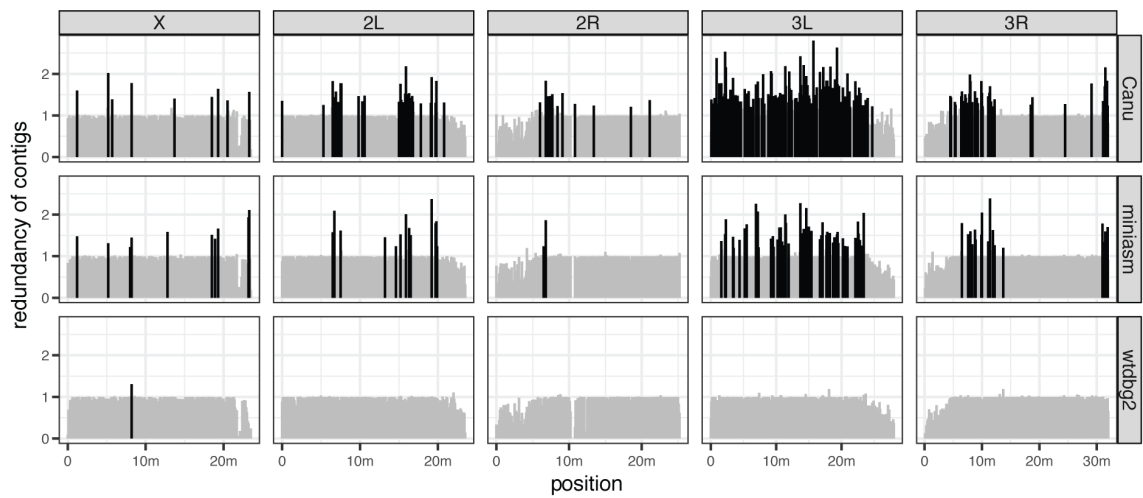 X 2L 2R 3L 3R
redundancy of contigs
2
1
0
Canu
2
1
0
miniasm
2
1
0
wtdbg2
0 10m 20m 0 10m 20m 0 10m 20m 0 10m 20m 0 10m 20m 30m
position